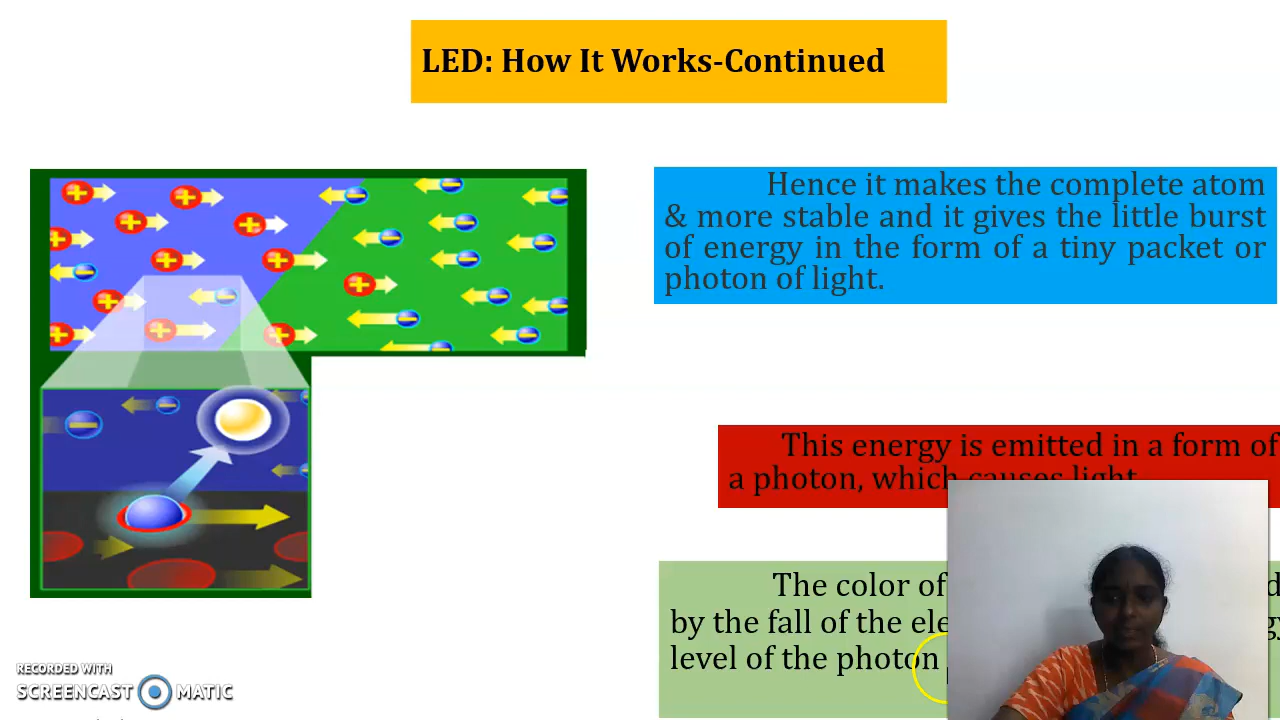 LED: How It Works-Continued
Hence it makes the complete atom
& more stable and it gives the little burst
of energy in the form of a tiny packet or
photon of light.
This energy is emitted in a form of
a photon, which causes light
The color of
by the fall of the
level of the photon
RECORDED WITH
SCREENCAST MATIC